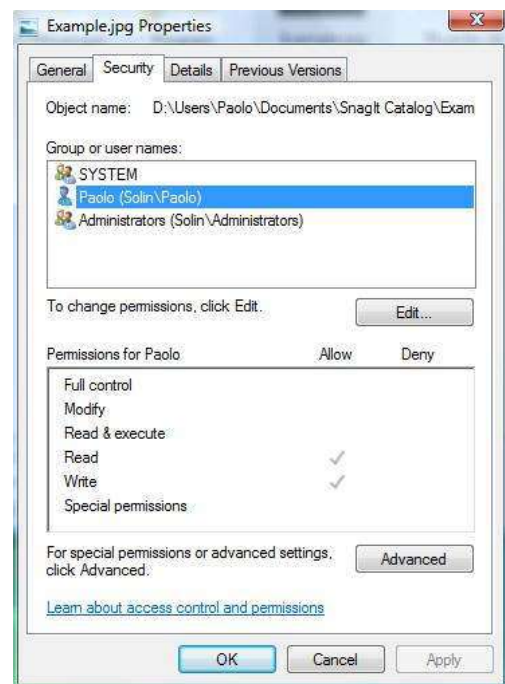 Example.jpg Properties
General Security Details Previous Versions
Object name: D:\Users\Paolo\Documents\SnagIt Catalog\Exam
Group or user names:
SYSTEM
Paolo (Solin\Paolo)
Administrators (Solin\Administrators)
To change permissions, click Edit.
Edit...
Permissions for Paolo Allow Deny
Full control
Modify
Read & execute
Read
Write
Special permissions
For special permissions or advanced settings,
click Advanced.
Advanced
Learn about access control and permissions
OK Cancel Apply